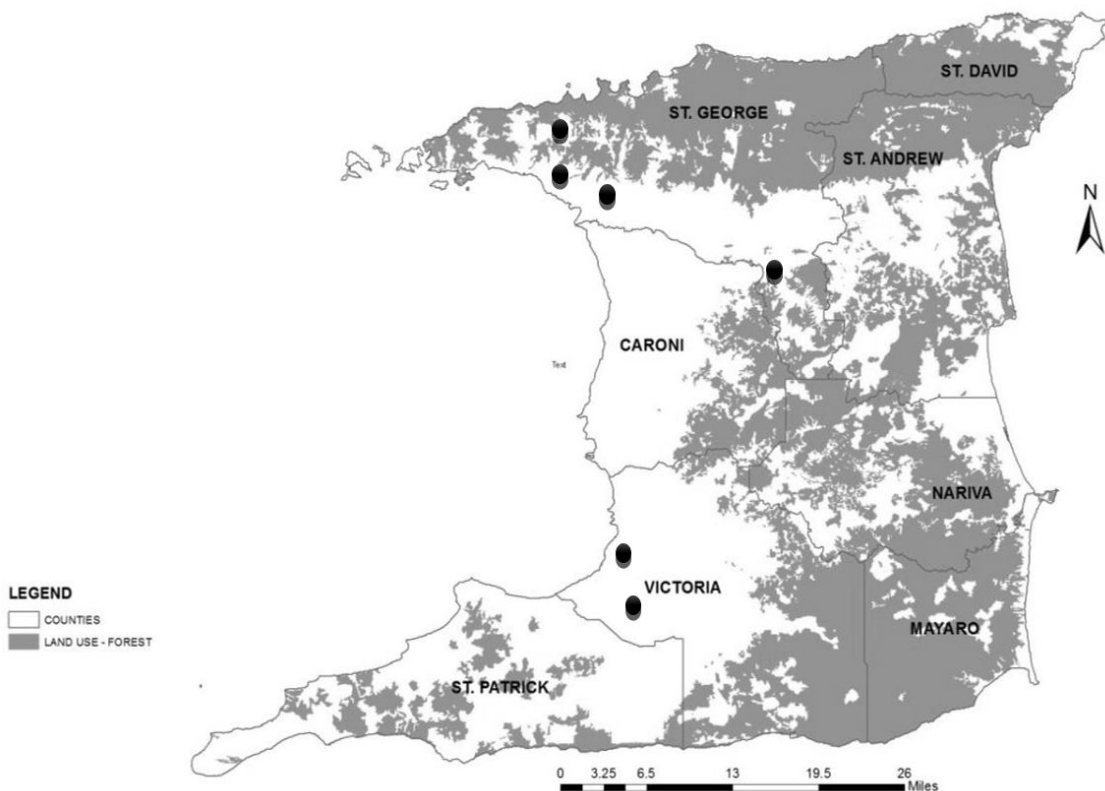 ST. DAVID
ST. GEORGE
ST. ANDREW
N
CARONI
Text
NARIVA
VICTORIA
MAYARO
ST. PATRICK
LEGEND
COUNTIES
LAND USE - FOREST
0 3.25 6.5 13 19.5 26
Miles